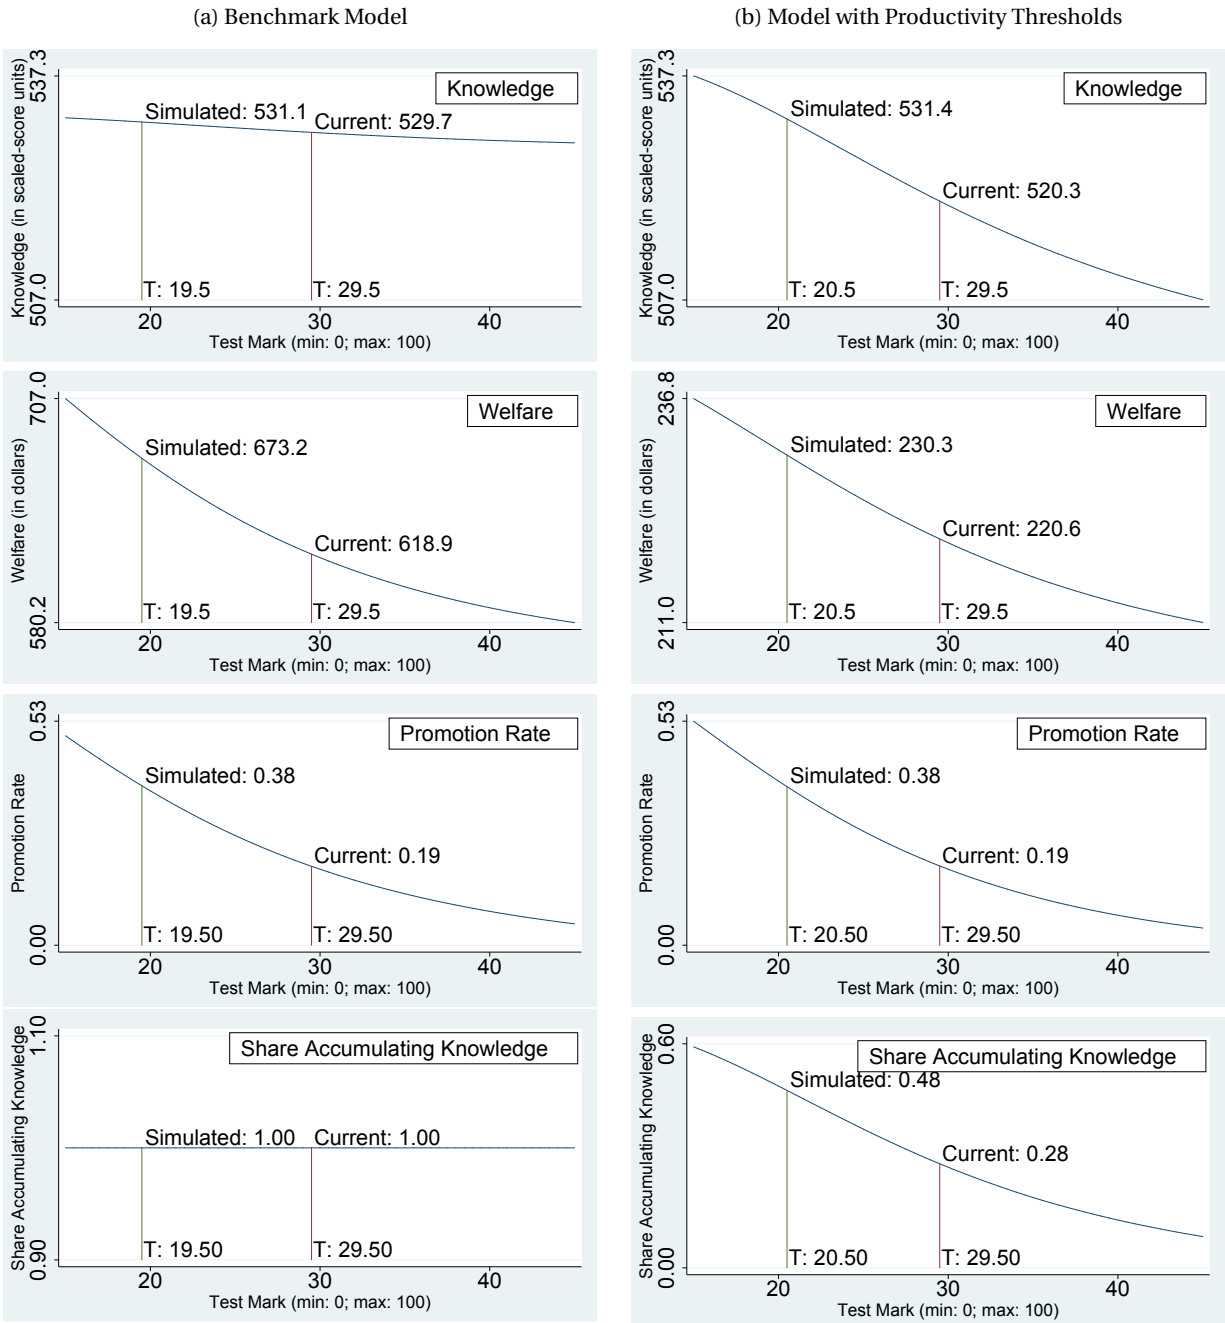 (a) Benchmark Model
Knowledge (in scaled-score units)
537.3
507.0
Knowledge
Simulated: 531.1
Current: 529.7
T: 19.5
T: 29.5
20
30
40
Test Mark (min: 0; max: 100)
Welfare (in dollars)
707.0
580.2
Welfare
Simulated: 673.2
Current: 618.9
T: 19.5
T: 29.5
20
30
40
Test Mark (min: 0; max: 100)
Promotion Rate
0.53
0.00
Promotion Rate
Simulated: 0.38
Current: 0.19
T: 19.50
T: 29.50
20
30
40
Test Mark (min: 0; max: 100)
Share Accumulating Knowledge
1.10
0.90
Share Accumulating Knowledge
Simulated: 1.00
Current: 1.00
T: 19.50
T: 29.50
20
30
40
Test Mark (min: 0; max: 100)
(b) Model with Productivity Thresholds
Knowledge (in scaled-score units)
537.3
507.0
Knowledge
Simulated: 531.4
Current: 520.3
T: 20.5
T: 29.5
20
30
40
Test Mark (min: 0; max: 100)
Welfare (in dollars)
236.8
211.0
Welfare
Simulated: 230.3
Current: 220.6
T: 20.5
T: 29.5
20
30
40
Test Mark (min: 0; max: 100)
Promotion Rate
0.53
0.00
Promotion Rate
Simulated: 0.38
Current: 0.19
T: 20.50
T: 29.50
20
30
40
Test Mark (min: 0; max: 100)
Share Accumulating Knowledge
0.60
0.00
Share Accumulating Knowledge
Simulated: 0.48
Current: 0.28
T: 20.50
T: 29.50
20
30
40
Test Mark (min: 0; max: 100)